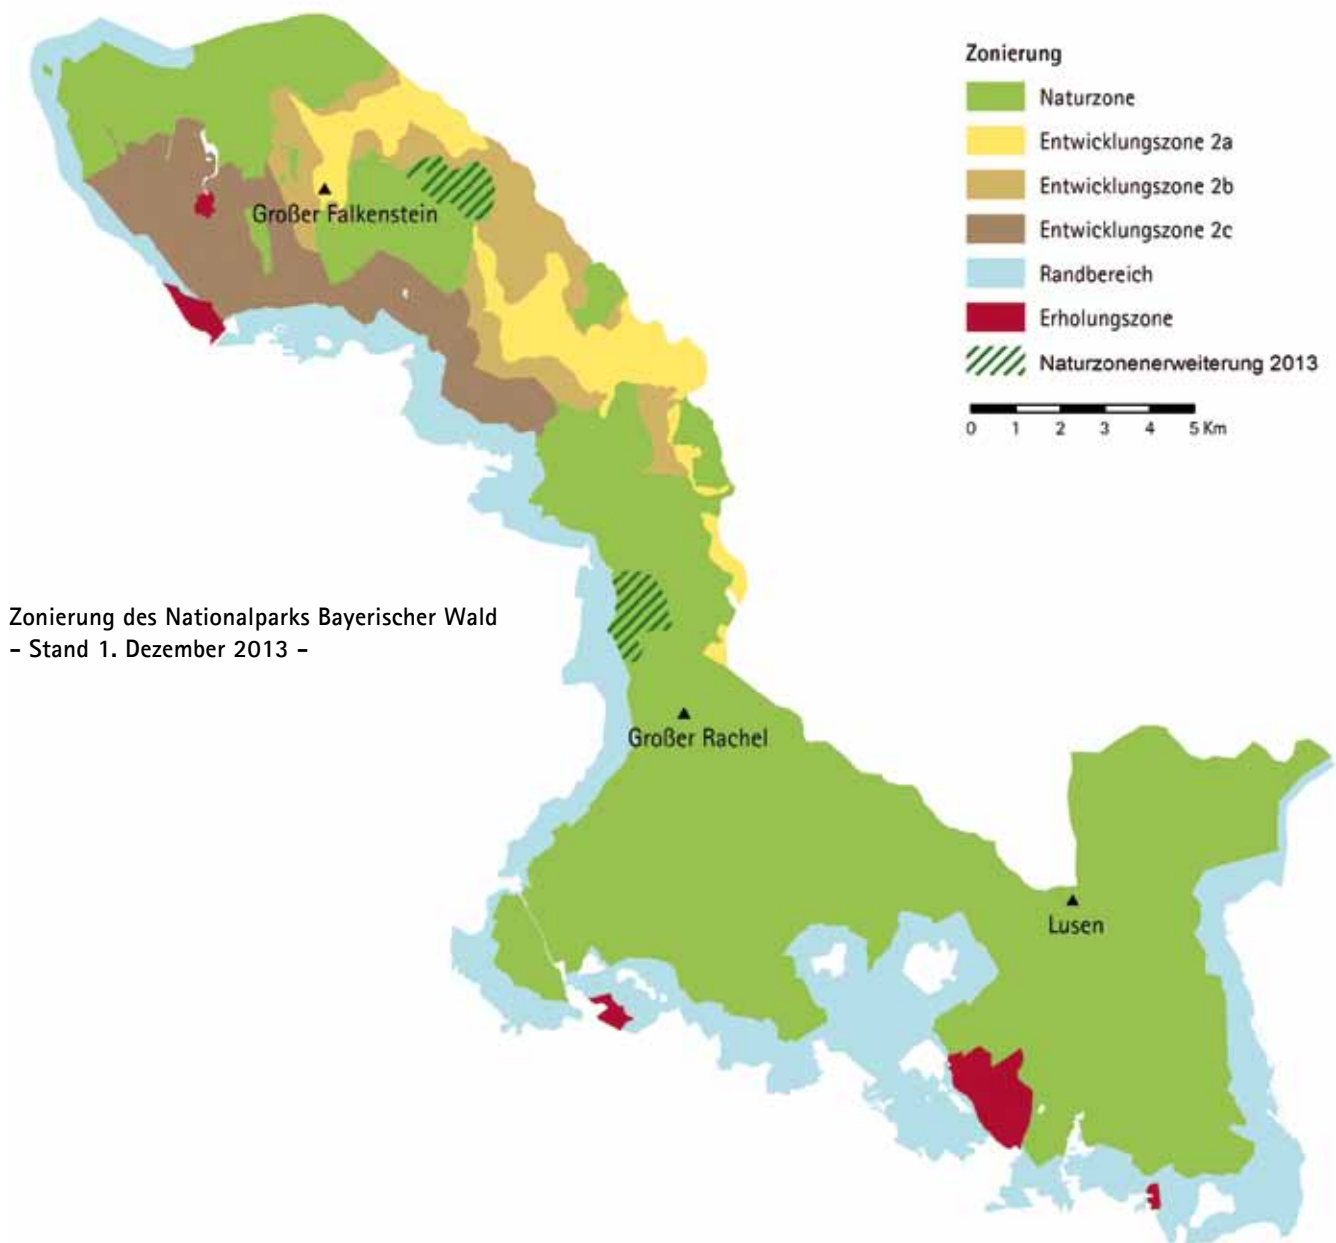 Zonierung
Naturzone
Entwicklungszone 2a
Entwicklungszone 2b
Entwicklungszone 2c
Randbereich
Erholungszone
Naturzonenerweiterung 2013
0 1 2 3 4 5 Km
Großer Falkenstein
Zonierung des Nationalparks Bayerischer Wald
– Stand 1. Dezember 2013 –
Großer Rachel
Lusen